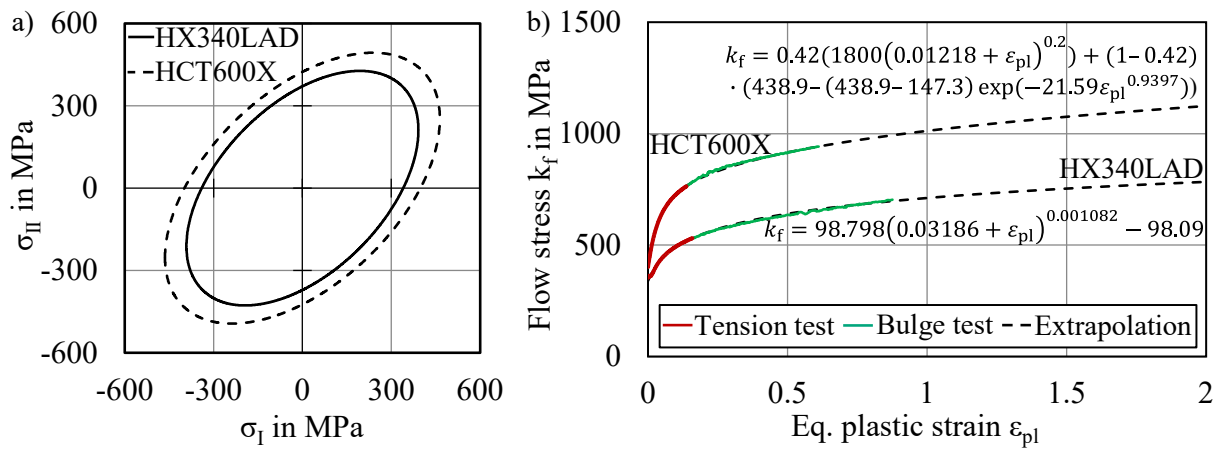 a)
600
300
0
-300
-600
σII in MPa
HX340LAD
HCT600X
-600 -300 0 300 600
σI in MPa
b)
1500
1000
500
0
Flow stress kf in MPa
kf = 0.42(1800(0.01218 + εpl)^0.2) + (1–0.42)
· (438.9–(438.9–147.3) exp(−21.59εpl^0.9397))
HCT600X
HX340LAD
kf = 98.798(0.03186 + εpl)^0.001082 − 98.09
Tension test Bulge test Extrapolation
0 0.5 1 1.5 2
Eq. plastic strain εpl